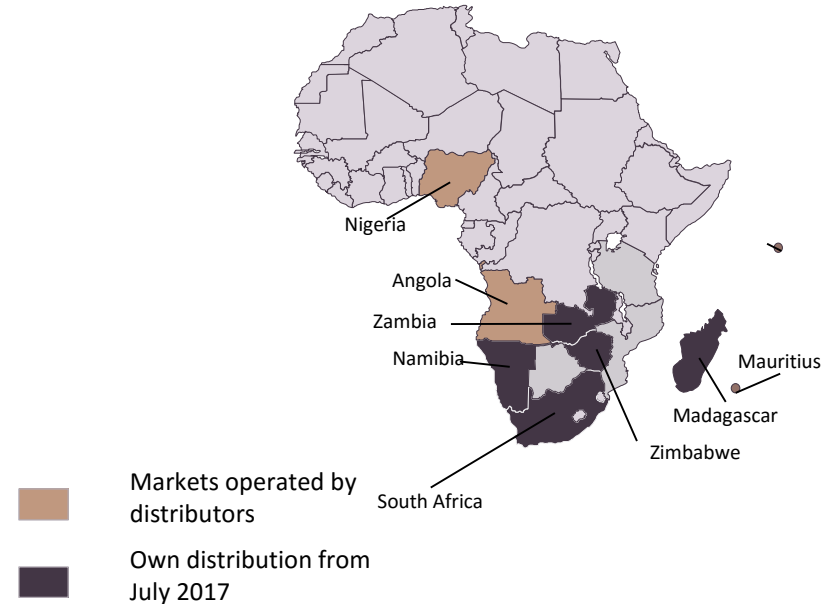 Nigeria
Angola
Zambia
Namibia
Mauritius
Madagascar
Zimbabwe
South Africa
Markets operated by
distributors
Own distribution from
July 2017